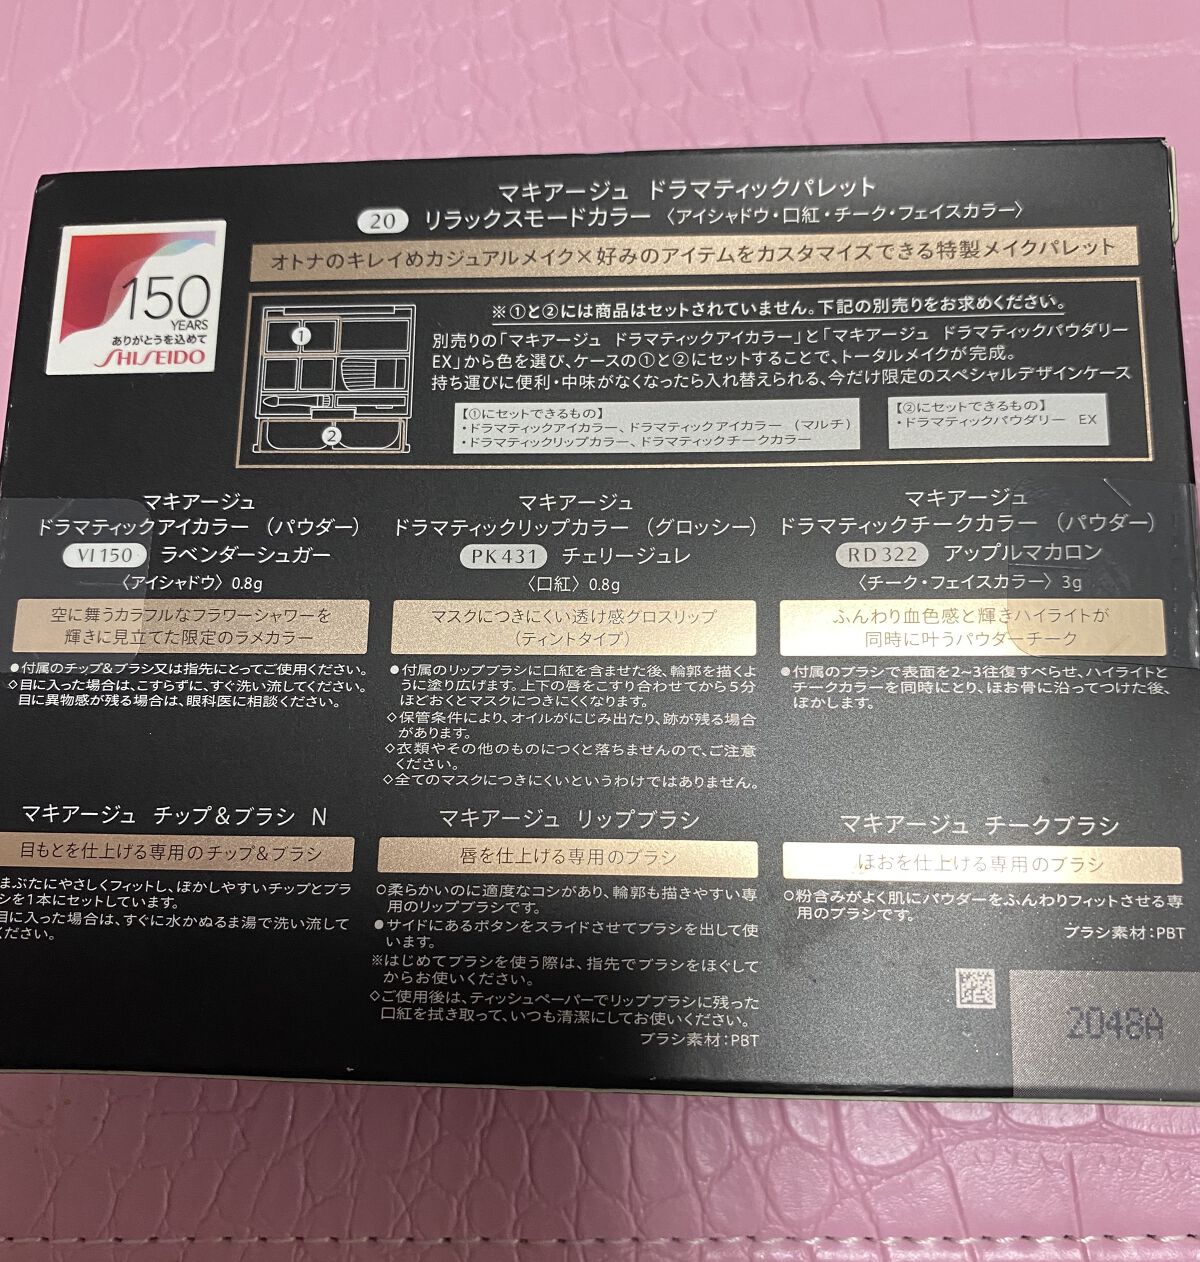 マキアージュ ドラマティックパレット
20 リラックスモードカラー 〈アイシャドウ・口紅・チーク・フェイスカラー〉
オトナのキレイめカジュアルメイク×好みのアイテムをカスタマイズできる特製メイクパレット
150
YEARS
ありがとうを込めて
SHISEIDO
※①と②には商品はセットされていません。下記の別売りをお求めください。
別売りの「マキアージュ ドラマティックアイカラー」と「マキアージュ ドラマティックパウダリー
EX」から色を選び、ケースの①と②にセットすることで、トータルメイクが完成。
持ち運びに便利・中味がなくなったら入れ替えられる、今だけ限定のスペシャルデザインケース
1
2
【①にセットできるもの】
・ドラマティックアイカラー、ドラマティックアイカラー （マルチ）
・ドラマティックリップカラー、ドラマティックチークカラー
【②にセットできるもの】
・ドラマティックパウダリー EX
マキアージュ
ドラマティックアイカラー （パウダー）
VI150 ラベンダーシュガー
〈アイシャドウ〉0.8g
空に舞うカラフルなフラワーシャワーを
輝きに見立てた限定のラメカラー
●付属のチップ&ブラシ又は指先にとってご使用ください。
◇目に入った場合は、こすらずに、すぐ洗い流してください。
目に異物感が残る場合は、眼科医に相談ください。
マキアージュ
ドラマティックリップカラー （グロッシー）
PK431 チェリージュレ
〈口紅〉0.8g
マスクにつきにくい透け感グロスリップ
（ティントタイプ）
●付属のリップブラシに口紅を含ませた後、輪郭を描くよ
うに塗り広げます。上下の唇をこすり合わせてから5分
ほどおくとマスクにつきにくくなります。
◇保管条件により、オイルがにじみ出たり、跡が残る場合
があります。
◇衣類やその他のものにつくと落ちませんので、ご注意
ください。
◇全てのマスクにつきにくいというわけではありません。
マキアージュ
ドラマティックチークカラー （パウダー）
RD322 アップルマカロン
〈チーク・フェイスカラー〉3g
ふんわり血色感と輝きハイライトが
同時に叶うパウダーチーク
●付属のブラシで表面を2~3往復すべらせ、ハイライトと
チークカラーを同時にとり、ほお骨に沿ってつけた後、
ぼかします。
マキアージュ チップ&ブラシ N
目もとを仕上げる専用のチップ&ブラシ
まぶたにやさしくフィットし、ぼかしやすいチップとブラ
シを1本にセットしています。
目に入った場合は、すぐに水かぬるま湯で洗い流して
ください。
マキアージュ リップブラシ
唇を仕上げる専用のブラシ
○柔らかいのに適度なコシがあり、輪郭も描きやすい専
用のリップブラシです。
●サイドにあるボタンをスライドさせてブラシを出して使
います。
※はじめてブラシを使う際は、指先でブラシをほぐして
からお使いください。
◇ご使用後は、ティッシュペーパーでリップブラシに残った
口紅を拭き取って、いつも清潔にしてお使いください。
ブラシ素材:PBT
マキアージュ チークブラシ
ほおを仕上げる専用のブラシ
○粉含みがよく肌にパウダーをふんわりフィットさせる専
用のブラシです。
ブラシ素材:PBT
2048A